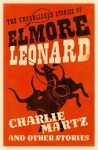 THE UNPUBLISHED STORIES OF
ELMORE
LEONARD
CHARLIE
MARTZ
AND OTHER STORIES